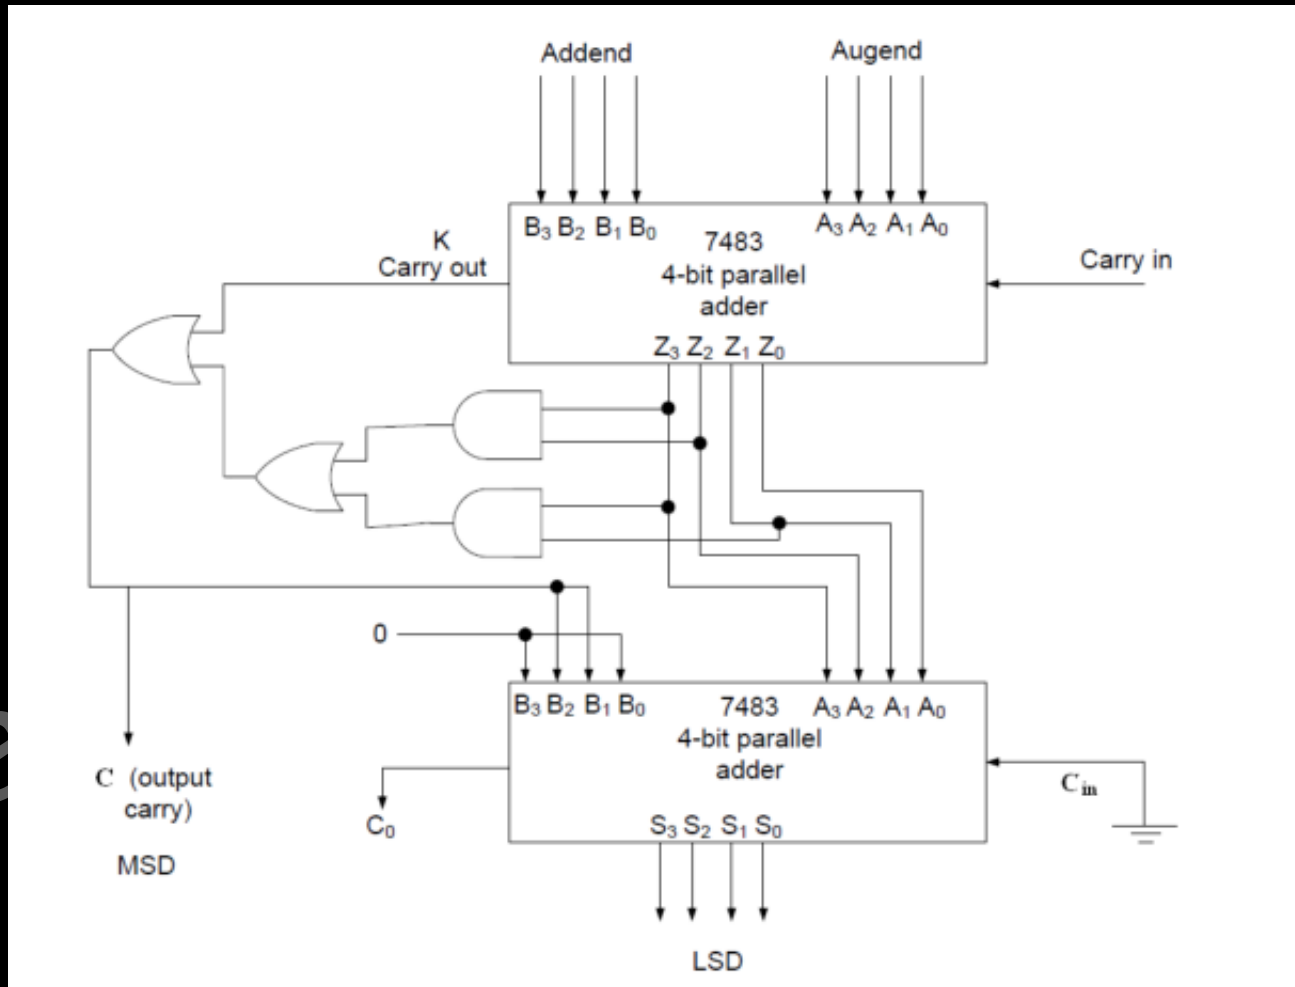 Addend
Augend
B₃ B₂ B₁ B₀
A₃ A₂ A₁ A₀
7483
4-bit parallel
adder
K
Carry out
Carry in
Z₃ Z₂ Z₁ Z₀
0
B₃ B₂ B₁ B₀
7483
4-bit parallel
adder
A₃ A₂ A₁ A₀
C (output
carry)
MSD
C₀
Cᵢₙ
S₃ S₂ S₁ S₀
LSD